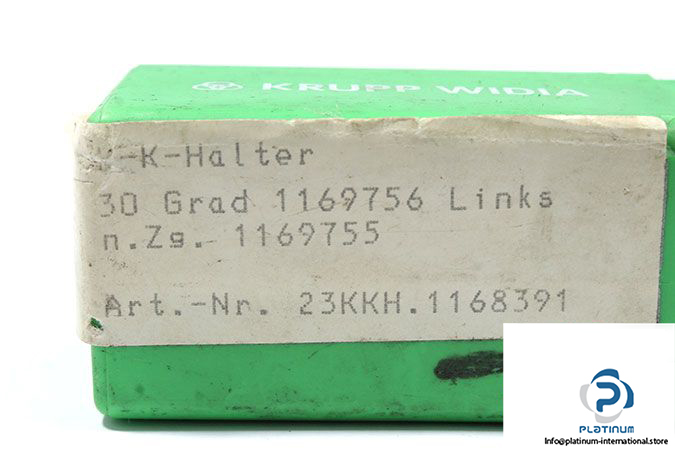 KRUPP WIDIA
K-Halter
30 Grad 1169756 Links
n.Zg. 1169755
Art.-Nr. 23KKH.1168391
PLATINUM
Info@platinum-international.store